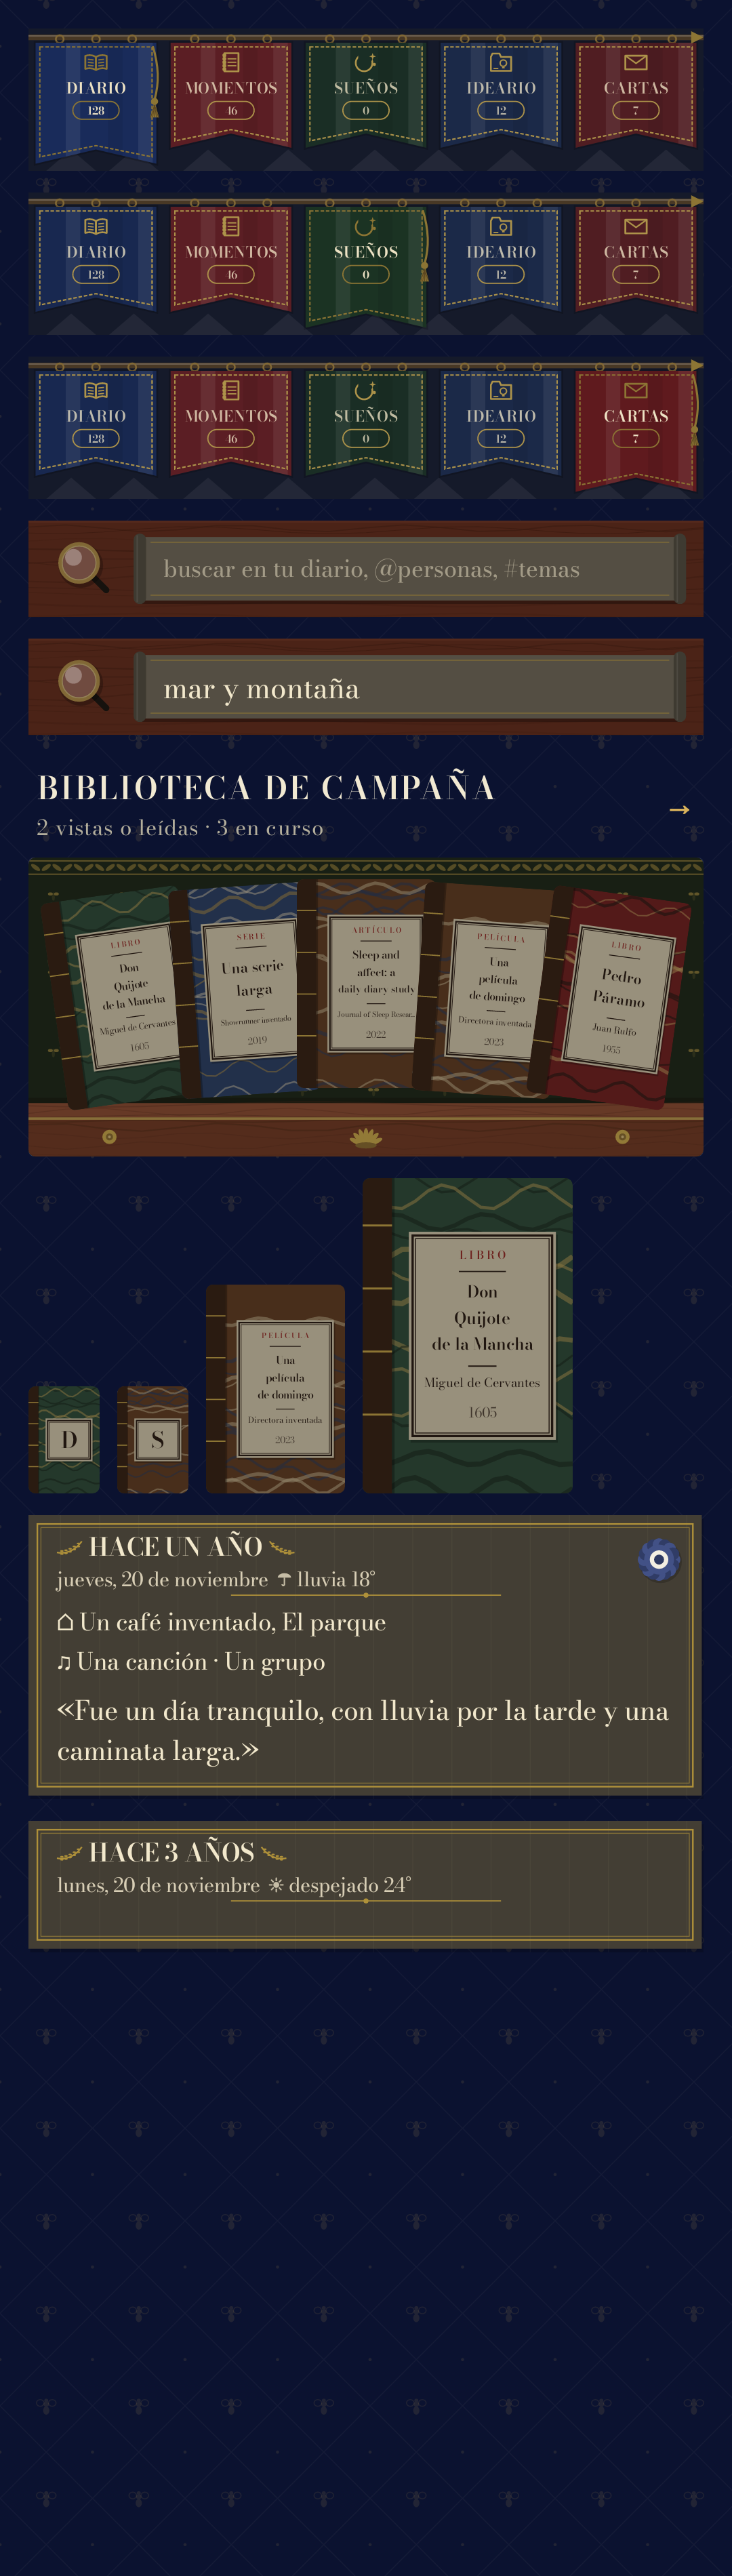 DIARIO MOMENTOS SUEÑOS IDEARIO CARTAS
128 46 0 12 7
DIARIO MOMENTOS SUEÑOS IDEARIO CARTAS
128 46 0 12 7
DIARIO MOMENTOS SUEÑOS IDEARIO CARTAS
128 46 0 12 7
buscar en tu diario, @personas, #temas
mar y montaña
BIBLIOTECA DE CAMPAÑA
→
2 vistas o leídas · 3 en curso
LIBRO
Don
Quijote
de la Mancha
Miguel de Cervantes
1605
SERIE
Una serie
larga
Showrunner inventado
2019
ARTÍCULO
Sleep and
affect: a
daily diary study
Journal of Sleep Resear…
2022
PELÍCULA
Una
película
de domingo
Directora inventada
2023
LIBRO
Pedro
Páramo
Juan Rulfo
1955
D
S
PELÍCULA
Una
película
de domingo
Directora inventada
2023
LIBRO
Don
Quijote
de la Mancha
Miguel de Cervantes
1605
HACE UN AÑO
jueves, 20 de noviembre ☂ lluvia 18°
⌂ Un café inventado, El parque
♫ Una canción · Un grupo
«Fue un día tranquilo, con lluvia por la tarde y una
caminata larga.»
HACE 3 AÑOS
lunes, 20 de noviembre ☀ despejado 24°